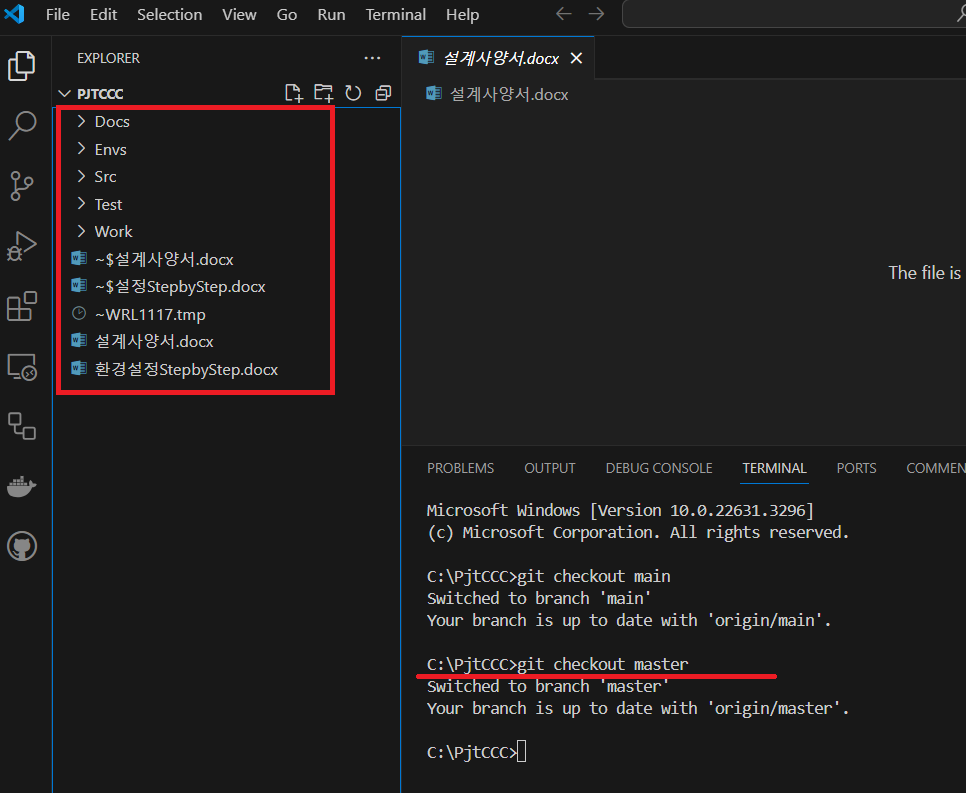 File Edit Selection View Go Run Terminal Help
EXPLORER
PJTCCC
Docs
Envs
Src
Test
Work
~$설계사양서.docx
~$설정StepbyStep.docx
~WRL1117.tmp
설계사양서.docx
환경설정StepbyStep.docx
설계사양서.docx
설계사양서.docx
The file is
PROBLEMS OUTPUT DEBUG CONSOLE TERMINAL PORTS COMMEN
Microsoft Windows [Version 10.0.22631.3296]
(c) Microsoft Corporation. All rights reserved.
C:\PjtCCC>git checkout main
Switched to branch 'main'
Your branch is up to date with 'origin/main'.
C:\PjtCCC>git checkout master
Switched to branch 'master'
Your branch is up to date with 'origin/master'.
C:\PjtCCC>